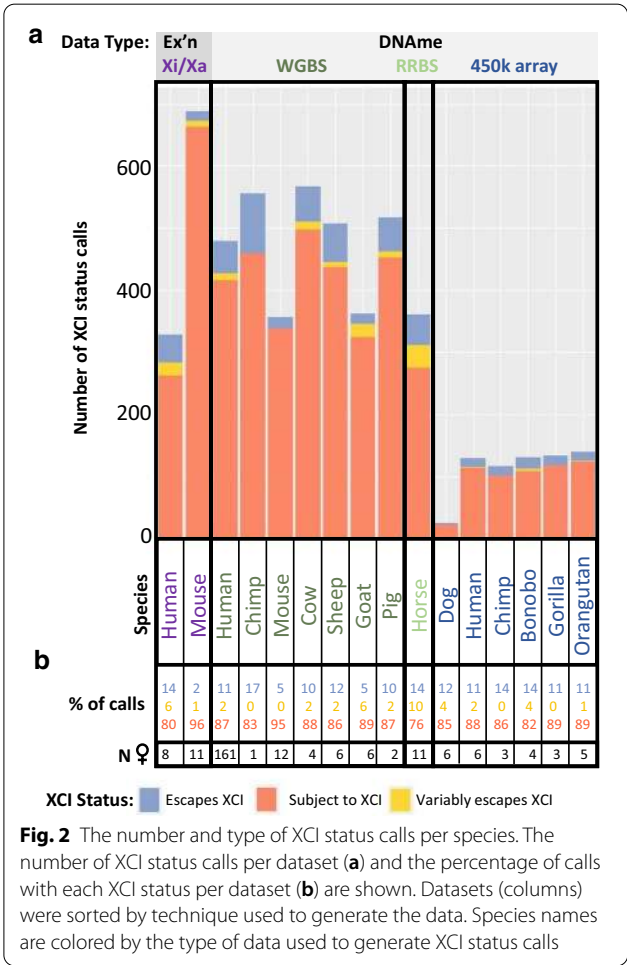 a
Data Type: Ex'n DNAme
Xi/Xa WGBS RRBS 450k array
Number of XCI status calls
600
400
200
0
Species
Human Mouse Human Chimp Mouse Cow Sheep Goat Pig Horse Dog Human Chimp Bonobo Gorilla Orangutan
b
% of calls
14 2 11 17 5 10 12 5 10 14 12 11 14 14 11 11
6 1 2 0 0 2 2 6 2 10 4 2 0 4 0 1
80 96 87 83 95 88 86 89 87 76 85 88 86 82 89 89
N ♀ 8 11 161 1 12 4 6 6 2 11 6 6 3 4 3 5
XCI Status: Escapes XCI Subject to XCI Variably escapes XCI
Fig. 2 The number and type of XCI status calls per species. The
number of XCI status calls per dataset (a) and the percentage of calls
with each XCI status per dataset (b) are shown. Datasets (columns)
were sorted by technique used to generate the data. Species names
are colored by the type of data used to generate XCI status calls